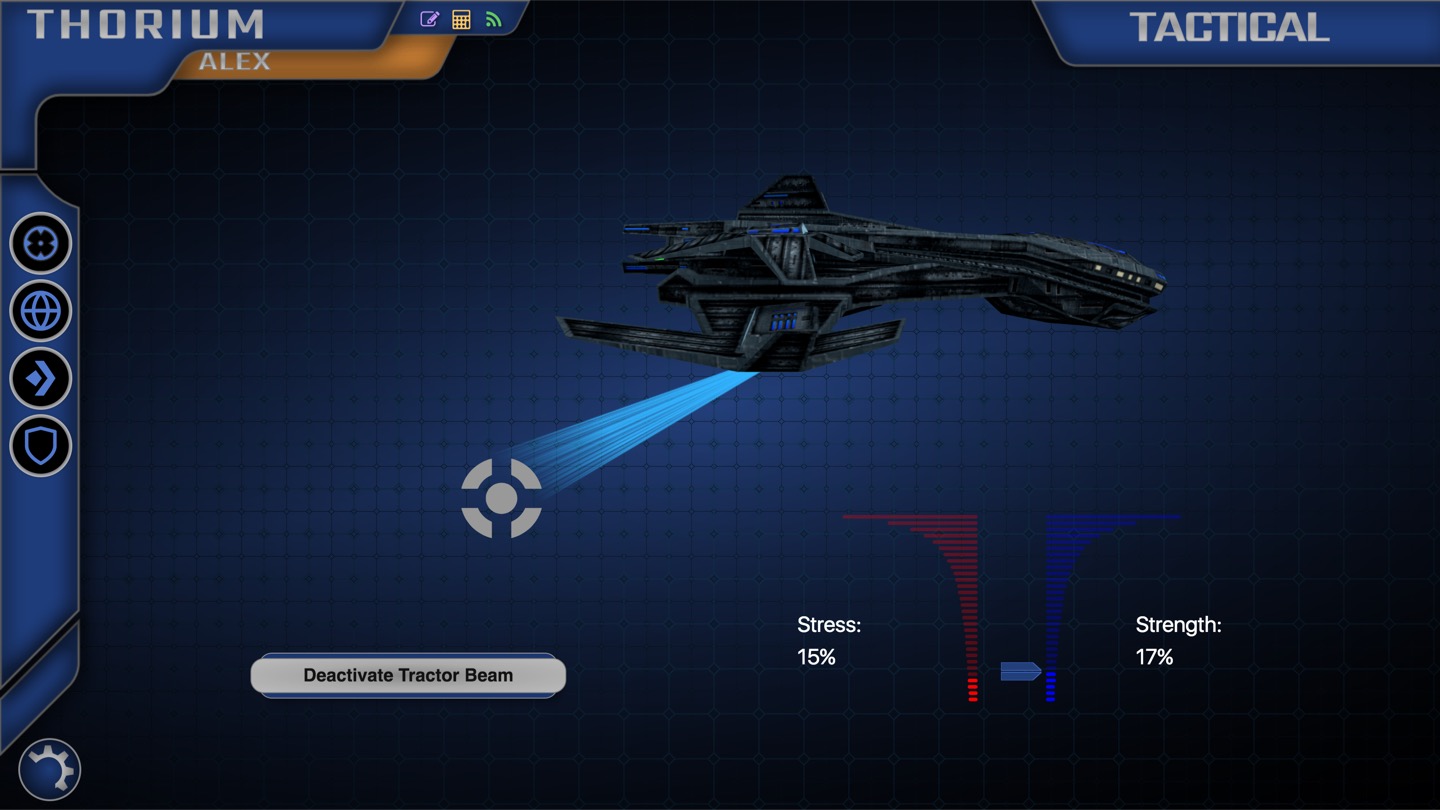 THORIUM
ALEX
TACTICAL
Stress:
15%
Strength:
17%
Deactivate Tractor Beam